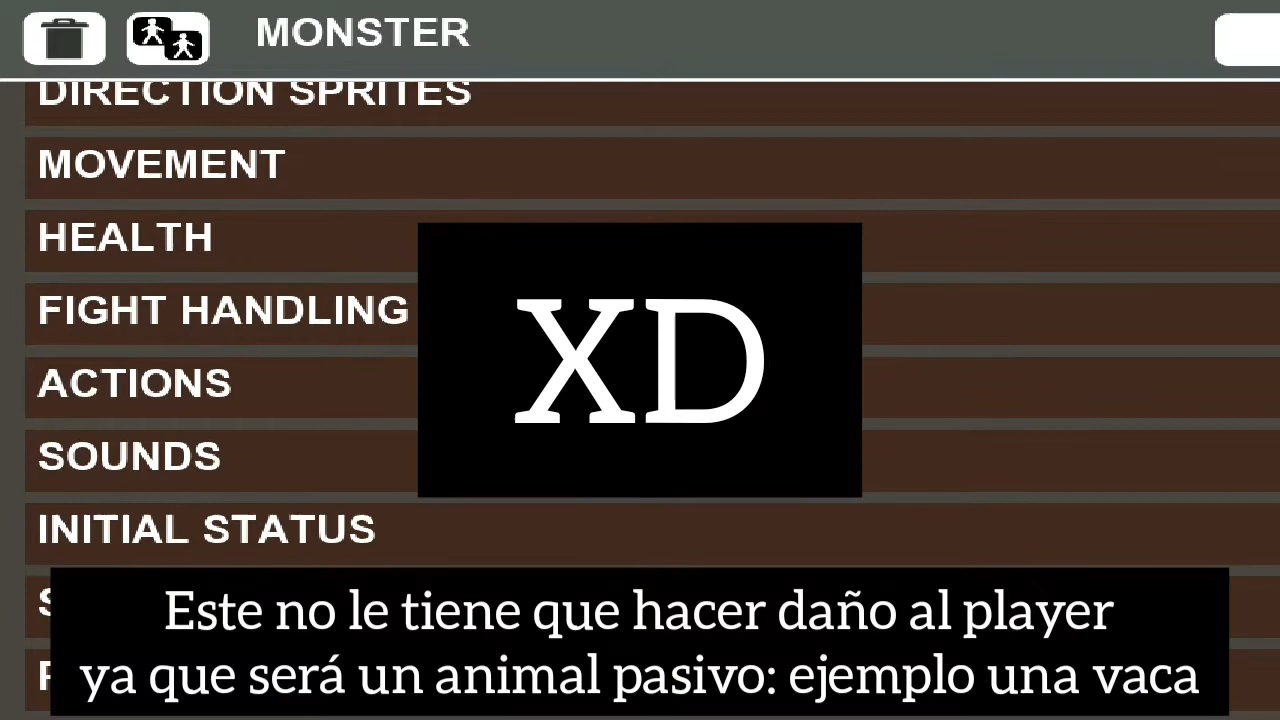 MONSTER
DIRECTION SPRITES
MOVEMENT
HEALTH
FIGHT HANDLING
ACTIONS
SOUNDS
INITIAL STATUS
XD
Este no le tiene que hacer daño al player
ya que será un animal pasivo: ejemplo una vaca